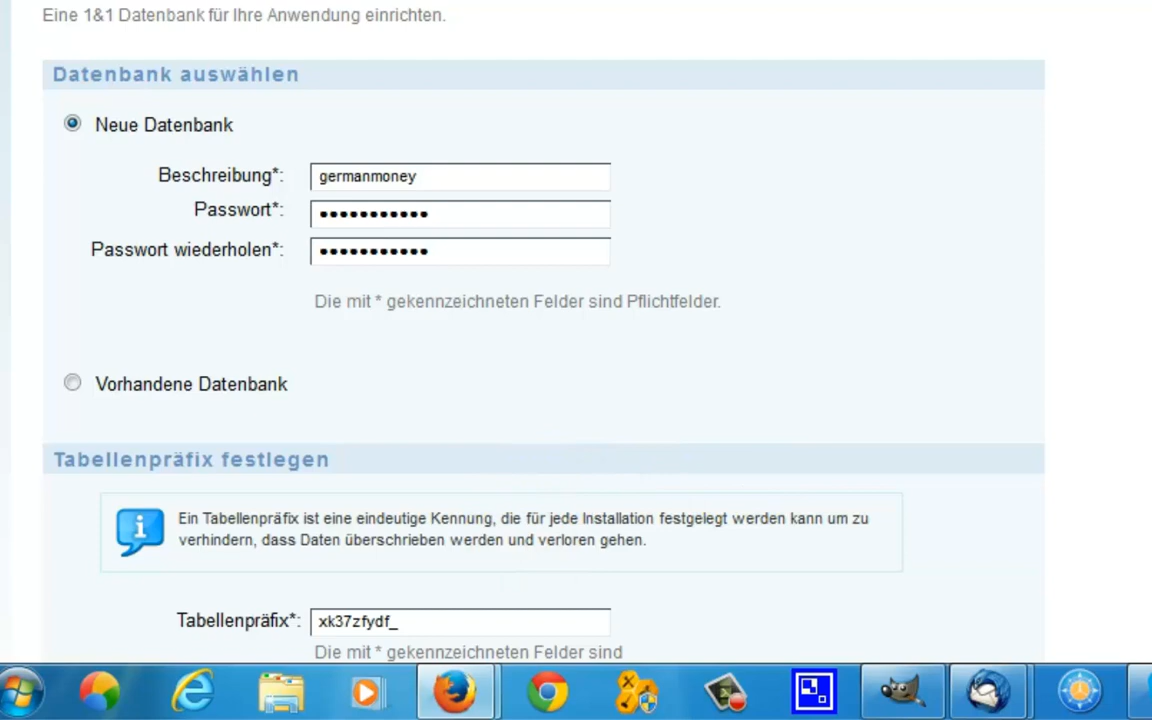 Eine 1&1 Datenbank für Ihre Anwendung einrichten.
Datenbank auswählen
Neue Datenbank
Beschreibung*: germanmoney
Passwort*: •••••••••••
Passwort wiederholen*: •••••••••••
Die mit * gekennzeichneten Felder sind Pflichtfelder.
Vorhandene Datenbank
Tabellenpräfix festlegen
Ein Tabellenpräfix ist eine eindeutige Kennung, die für jede Installation festgelegt werden kann um zu
verhindern, dass Daten überschrieben werden und verloren gehen.
Tabellenpräfix*: xk37zfydf_
Die mit * gekennzeichneten Felder sind